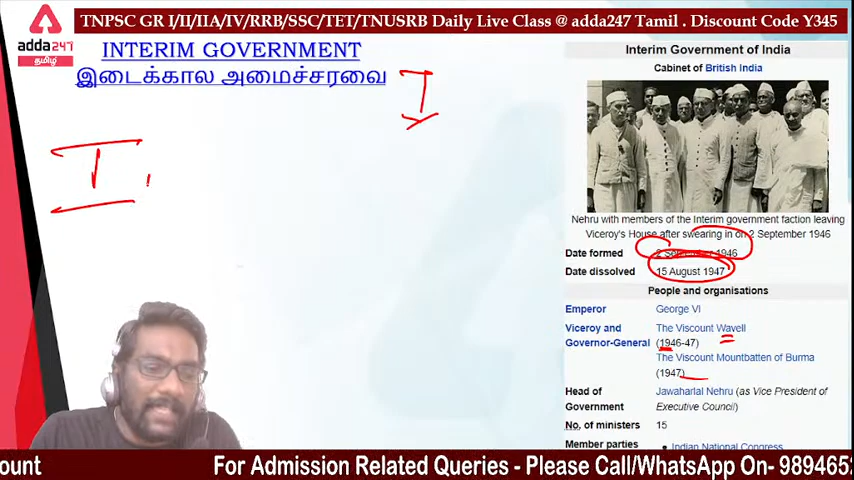 TNPSC GR I/II/IIA/IV/RRB/SSC/TET/TNUSRB Daily Live Class @ adda247 Tamil . Discount Code Y345
adda247
தமிழ்
INTERIM GOVERNMENT
இடைக்கால அமைச்சரவை
I
I
Interim Government of India
Cabinet of British India
Nehru with members of the Interim government faction leaving
Viceroy's House after swearing in on 2 September 1946
Date formed 2 September 1946
Date dissolved 15 August 1947
People and organisations
Emperor George VI
Viceroy and The Viscount Wavell
Governor-General (1946-47)
The Viscount Mountbatten of Burma
(1947)
Head of Jawaharlal Nehru (as Vice President of
Government Executive Council)
No. of ministers 15
Member parties • Indian National Congress
ount For Admission Related Queries - Please Call/WhatsApp On- 9894652